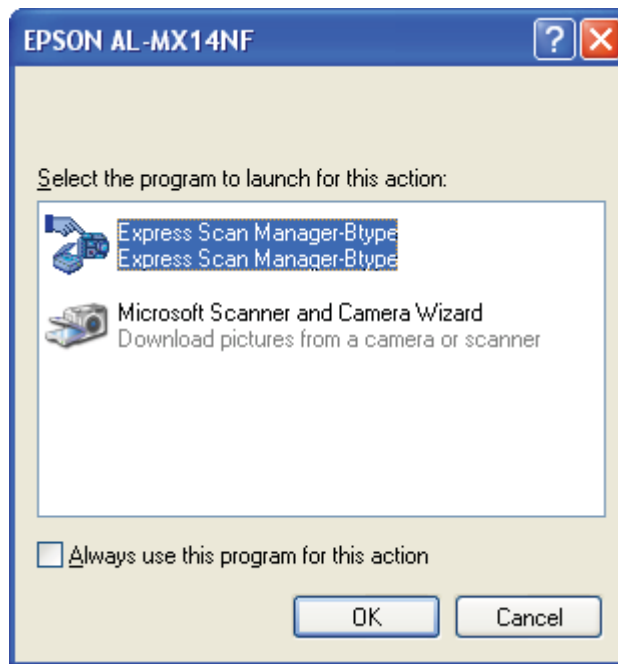 EPSON AL-MX14NF
Select the program to launch for this action:
Express Scan Manager-Btype
Express Scan Manager-Btype
Microsoft Scanner and Camera Wizard
Download pictures from a camera or scanner
Always use this program for this action
OK
Cancel